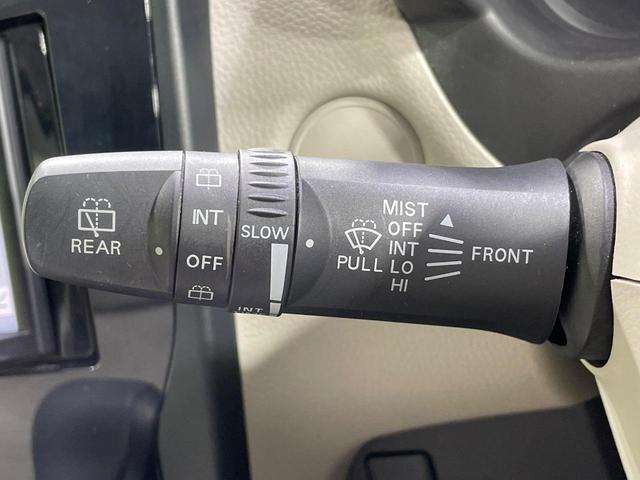 REAR
INT
OFF
SLOW
INT
MIST
OFF
INT
LO
HI
PULL
FRONT